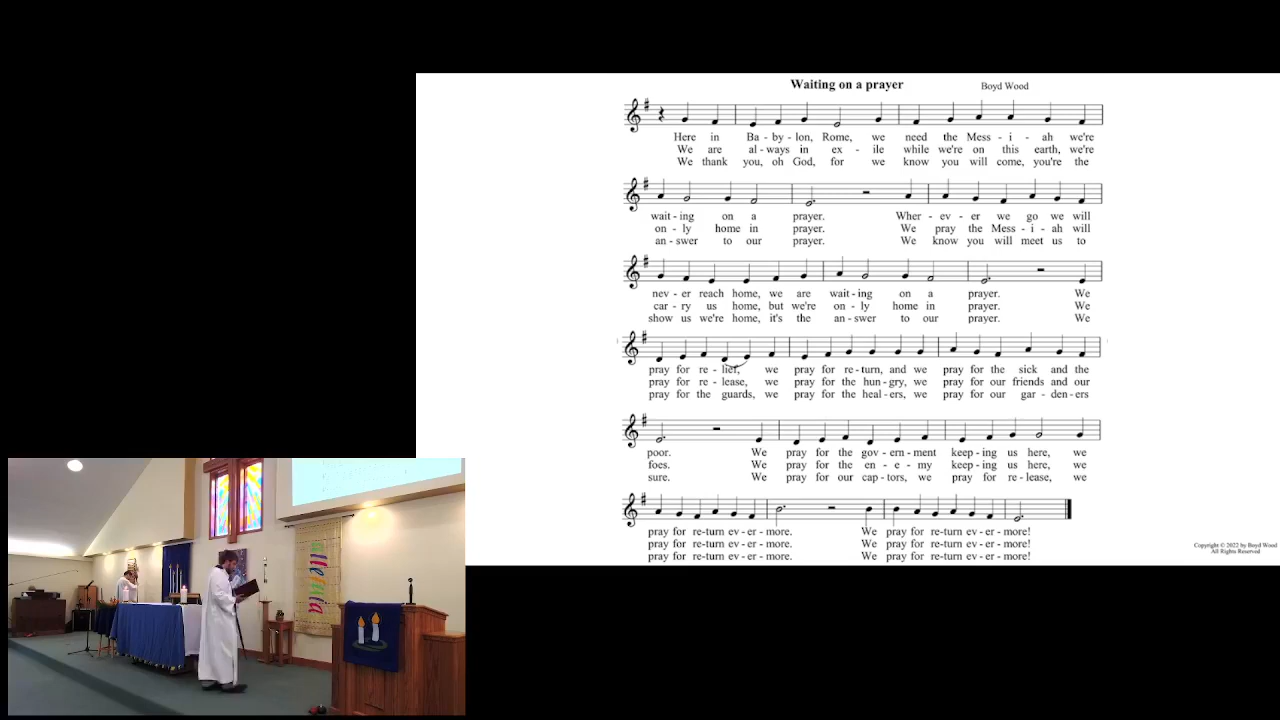 Waiting on a prayer
Boyd Wood
Here in Ba - by - lon, Rome, we need the Mess - i - ah we're
We are al - ways in ex - ile while we're on this earth, we're
We thank you, oh God, for we know you will come, you're the
wait - ing on a prayer. Wher - ev - er we go we will
on - ly home in prayer. We pray the Mess - i - ah will
an - swer to our prayer. We know you will meet us to
nev - er reach home, we are wait - ing on a prayer. We
car - ry us home, but we're on - ly home in prayer. We
show us we're home, it's the an - swer to our prayer. We
pray for re - lief, we pray for re - turn, and we pray for the sick and the
pray for re - lease, we pray for the hun - gry, we pray for our friends and our
pray for the guards, we pray for the heal - ers, we pray for our gar - den - ers
poor. We pray for the gov - ern - ment keep - ing us here, we
foes. We pray for the en - e - my keep - ing us here, we
sure. We pray for our cap - tors, we pray for re - lease, we
pray for re-turn ev - er - more. We pray for re-turn ev - er - more!
pray for re-turn ev - er - more. We pray for re-turn ev - er - more!
pray for re-turn ev - er - more. We pray for re-turn ev - er - more!
Copyright © 2022 by Boyd Wood
All Rights Reserved
alleluia